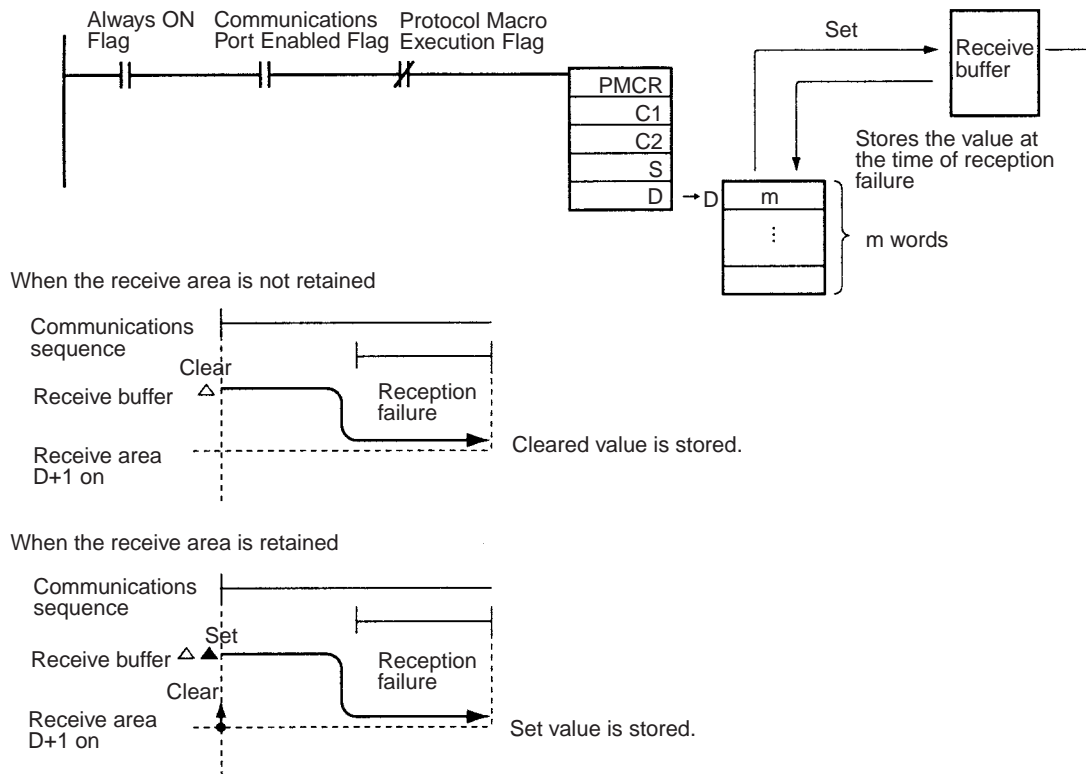 Always ON
Flag
Communications
Port Enabled Flag
Protocol Macro
Execution Flag
PMCR
C1
C2
S
D
D
m
⋮
m words
Set
Receive
buffer
Stores the value at
the time of reception
failure
When the receive area is not retained
Communications
sequence
Clear
Receive buffer
Reception
failure
Receive area
D+1 on
Cleared value is stored.
When the receive area is retained
Communications
sequence
Set
Receive buffer
Clear
Reception
failure
Receive area
D+1 on
Set value is stored.